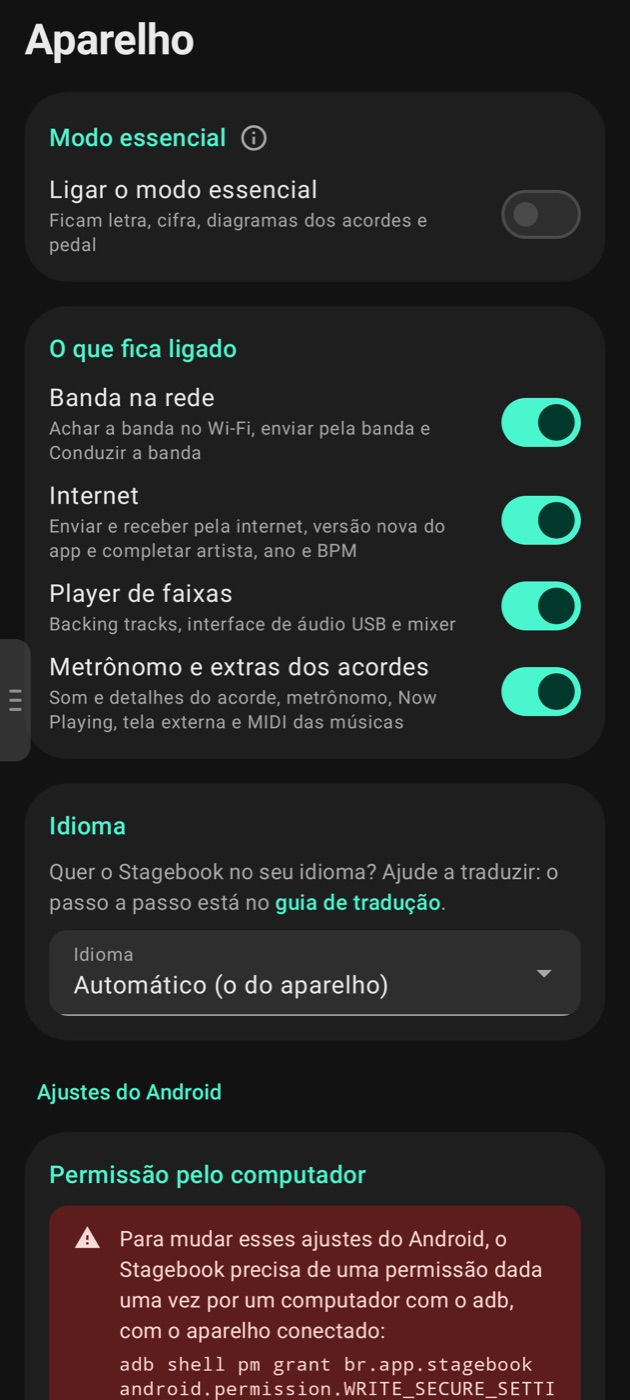 Aparelho
Modo essencial
Ligar o modo essencial
Ficam letra, cifra, diagramas dos acordes e
pedal
O que fica ligado
Banda na rede
Achar a banda no Wi-Fi, enviar pela banda e
Conduzir a banda
Internet
Enviar e receber pela internet, versão nova do
app e completar artista, ano e BPM
Player de faixas
Backing tracks, interface de áudio USB e mixer
Metrônomo e extras dos acordes
Som e detalhes do acorde, metrônomo, Now
Playing, tela externa e MIDI das músicas
Idioma
Quer o Stagebook no seu idioma? Ajude a traduzir: o
passo a passo está no guia de tradução.
Idioma
Automático (o do aparelho)
Ajustes do Android
Permissão pelo computador
Para mudar esses ajustes do Android, o
Stagebook precisa de uma permissão dada
uma vez por um computador com o adb,
com o aparelho conectado:
adb shell pm grant br.app.stagebook
android.permission.WRITE_SECURE_SETTI